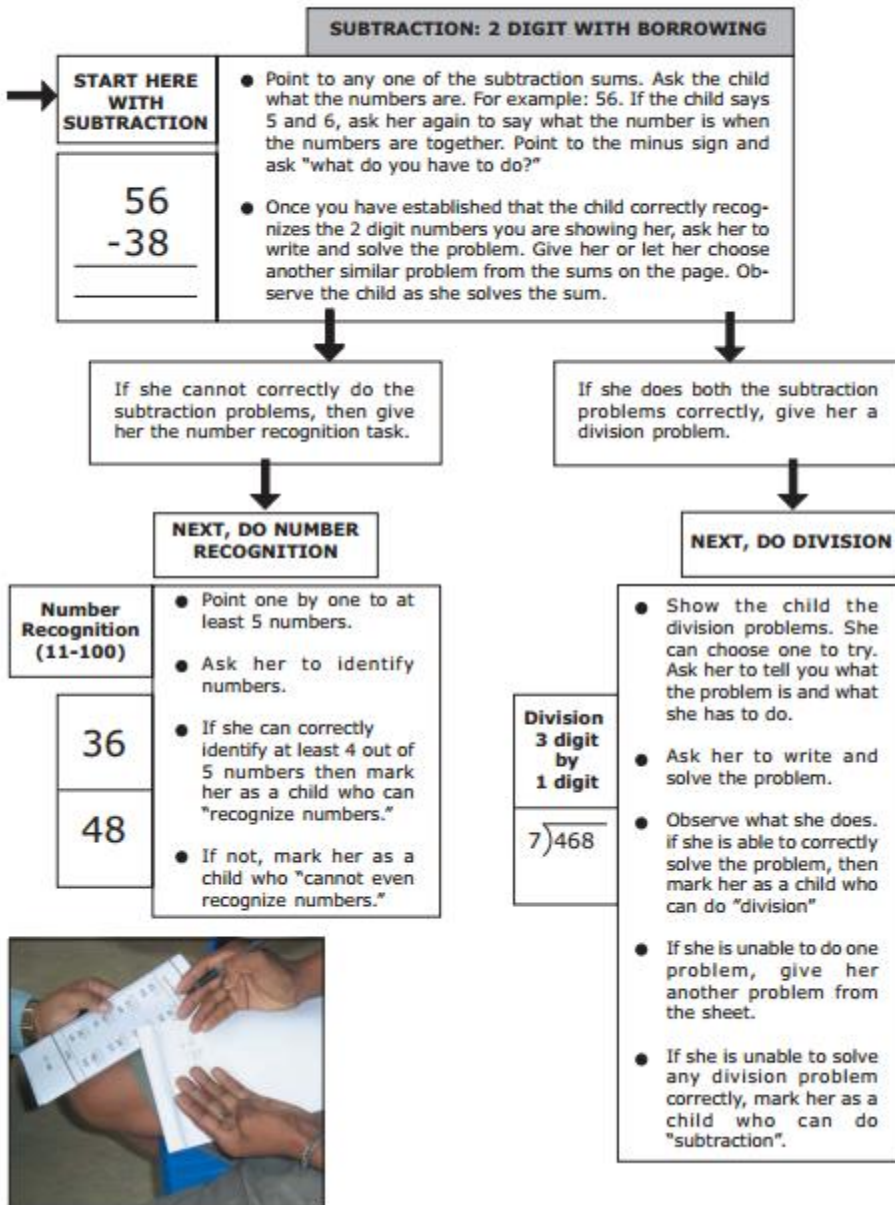 SUBTRACTION: 2 DIGIT WITH BORROWING
START HERE
WITH
SUBTRACTION
56
-38
● Point to any one of the subtraction sums. Ask the child
what the numbers are. For example: 56. If the child says
5 and 6, ask her again to say what the number is when
the numbers are together. Point to the minus sign and
ask “what do you have to do?”
● Once you have established that the child correctly recog-
nizes the 2 digit numbers you are showing her, ask her to
write and solve the problem. Give her or let her choose
another similar problem from the sums on the page. Ob-
serve the child as she solves the sum.
If she cannot correctly do the
subtraction problems, then give
her the number recognition task.
If she does both the subtraction
problems correctly, give her a
division problem.
NEXT, DO NUMBER
RECOGNITION
Number
Recognition
(11-100)
36
48
● Point one by one to at
least 5 numbers.
● Ask her to identify
numbers.
● If she can correctly
identify at least 4 out of
5 numbers then mark
her as a child who can
“recognize numbers.”
● If not, mark her as a
child who “cannot even
recognize numbers.”
NEXT, DO DIVISION
Division
3 digit
by
1 digit
7)468
● Show the child the
division problems. She
can choose one to try.
Ask her to tell you what
the problem is and what
she has to do.
● Ask her to write and
solve the problem.
● Observe what she does.
if she is able to correctly
solve the problem, then
mark her as a child who
can do “division”
● If she is unable to do one
problem, give her
another problem from
the sheet.
● If she is unable to solve
any division problem
correctly, mark her as a
child who can do
“subtraction”.